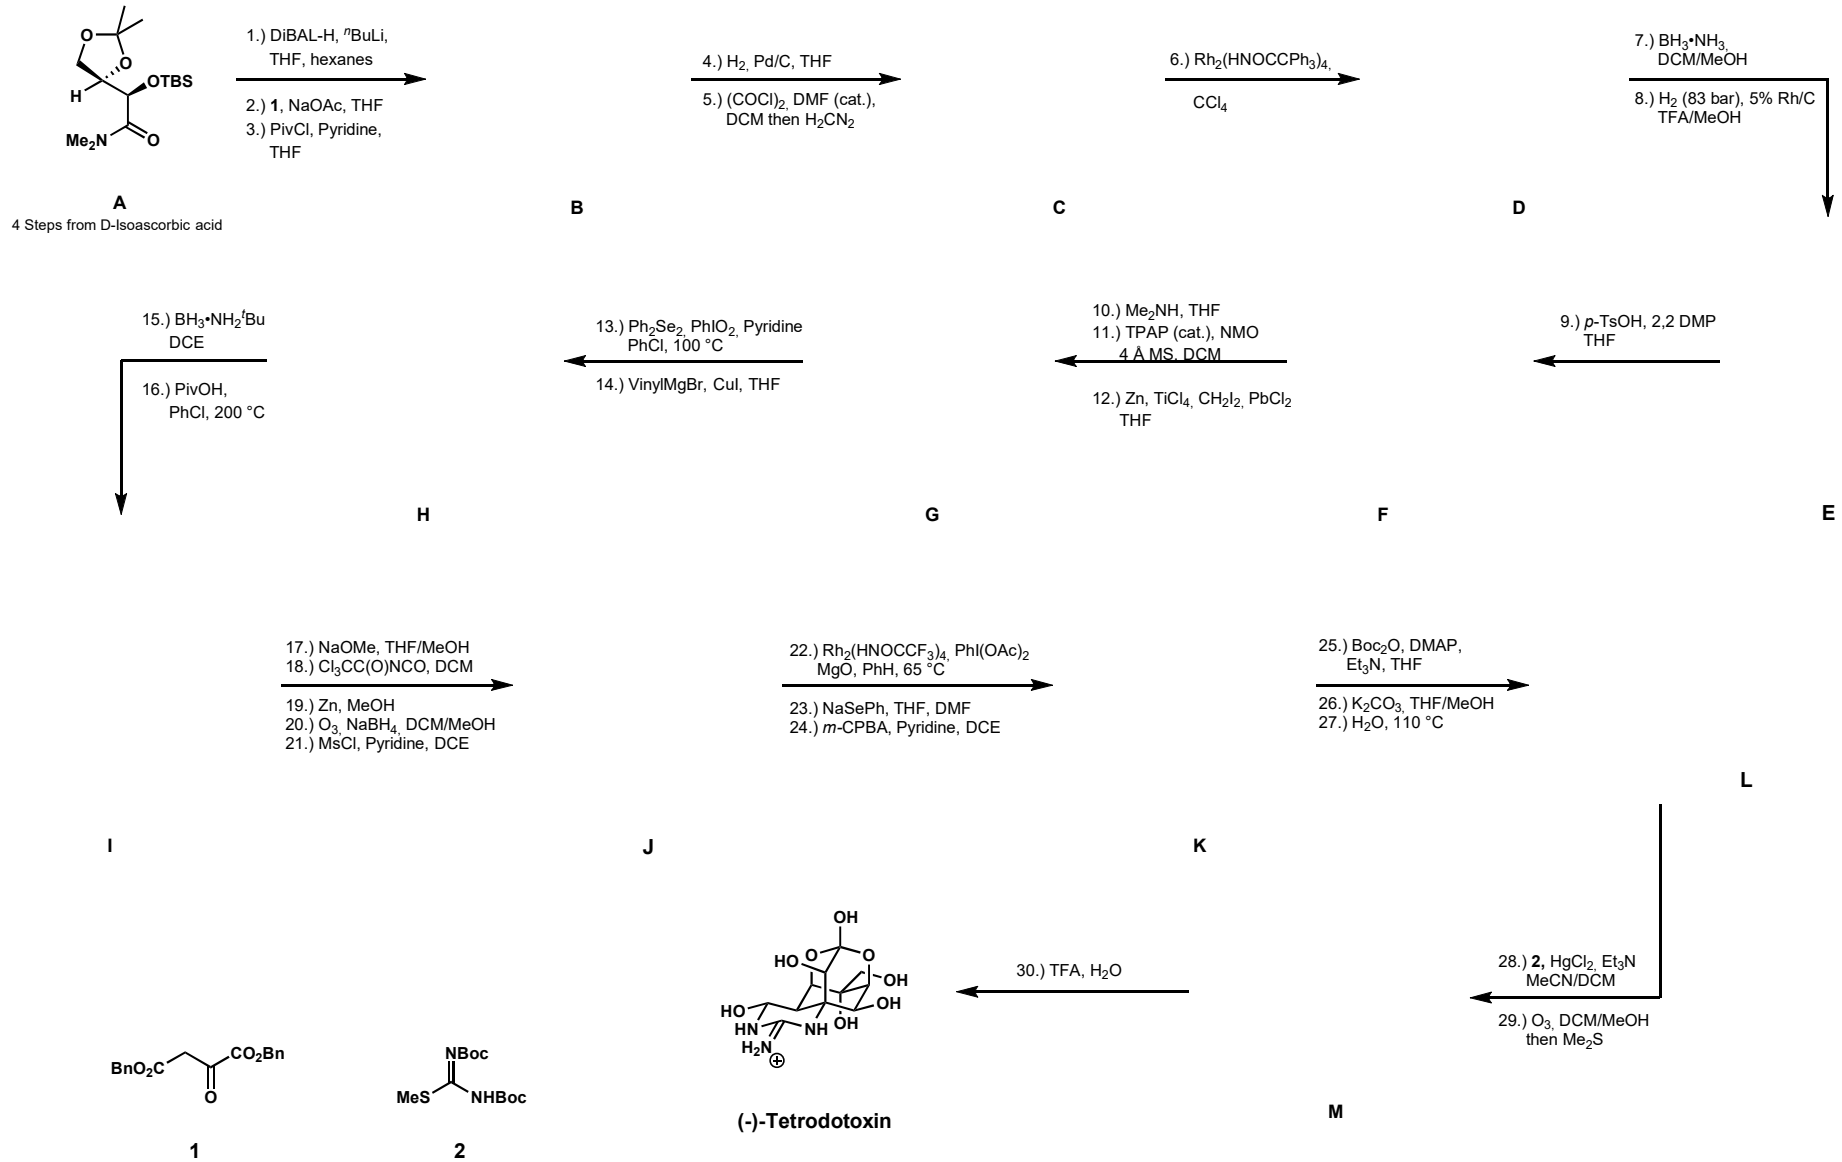 O
O
OTBS
H
Me2N
O
A
4 Steps from D-Isoascorbic acid
1.) DiBAL-H, nBuLi,
THF, hexanes
2.) 1, NaOAc, THF
3.) PivCl, Pyridine,
THF
B
4.) H2, Pd/C, THF
5.) (COCl)2, DMF (cat.),
DCM then H2CN2
C
6.) Rh2(HNOCCPh3)4,
CCl4
D
7.) BH3•NH3,
DCM/MeOH
8.) H2 (83 bar), 5% Rh/C
TFA/MeOH
E
9.) p-TsOH, 2,2 DMP
THF
F
10.) Me2NH, THF
11.) TPAP (cat.), NMO
4 Å MS, DCM
12.) Zn, TiCl4, CH2I2, PbCl2
THF
G
13.) Ph2Se2, PhIO2, Pyridine
PhCl, 100 °C
14.) VinylMgBr, CuI, THF
H
15.) BH3•NH2tBu
DCE
16.) PivOH,
PhCl, 200 °C
I
17.) NaOMe, THF/MeOH
18.) Cl3CC(O)NCO, DCM
19.) Zn, MeOH
20.) O3, NaBH4, DCM/MeOH
21.) MsCl, Pyridine, DCE
J
22.) Rh2(HNOCCF3)4, PhI(OAc)2
MgO, PhH, 65 °C
23.) NaSePh, THF, DMF
24.) m-CPBA, Pyridine, DCE
K
25.) Boc2O, DMAP,
Et3N, THF
26.) K2CO3, THF/MeOH
27.) H2O, 110 °C
L
28.) 2, HgCl2, Et3N
MeCN/DCM
29.) O3, DCM/MeOH
then Me2S
M
30.) TFA, H2O
OH
O
O
HO
OH
HO
OH
HN
NH
OH
H2N
⊕
(-)-Tetrodotoxin
BnO2C
CO2Bn
O
1
NBoc
MeS
NHBoc
2